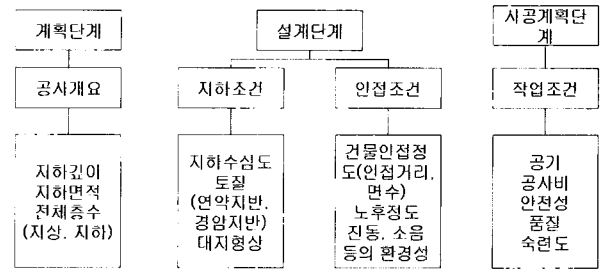 계획단계
설계단계
시공계획단
계
공사개요
지하조건
인접조건
작업조건
지하깊이
지하면적
전체층수
(지상, 지하)
지하수심도
토질
(연약지반,
경암지반)
대지형상
건물인접정
도(인접거리,
면수)
노후정도
진동, 소음
등의 환경성
공기
공사비
안전성
품질
숙련도